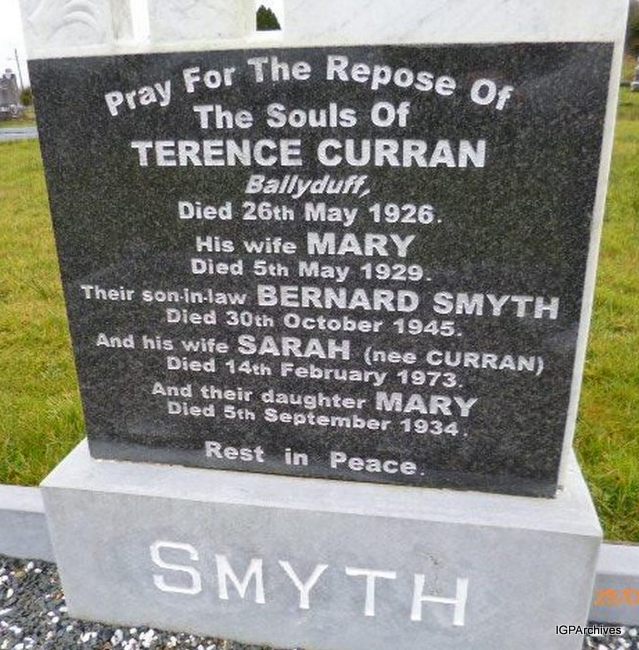 Pray For The Repose Of
The Souls Of
TERENCE CURRAN
Ballyduff,
Died 26th May 1926.
His wife MARY
Died 5th May 1929.
Their son-in-law BERNARD SMYTH
Died 30th October 1945.
And his wife SARAH (nee CURRAN)
Died 14th February 1973.
And their daughter MARY
Died 5th September 1934.
Rest in Peace.
SMYTH
IGPArchives